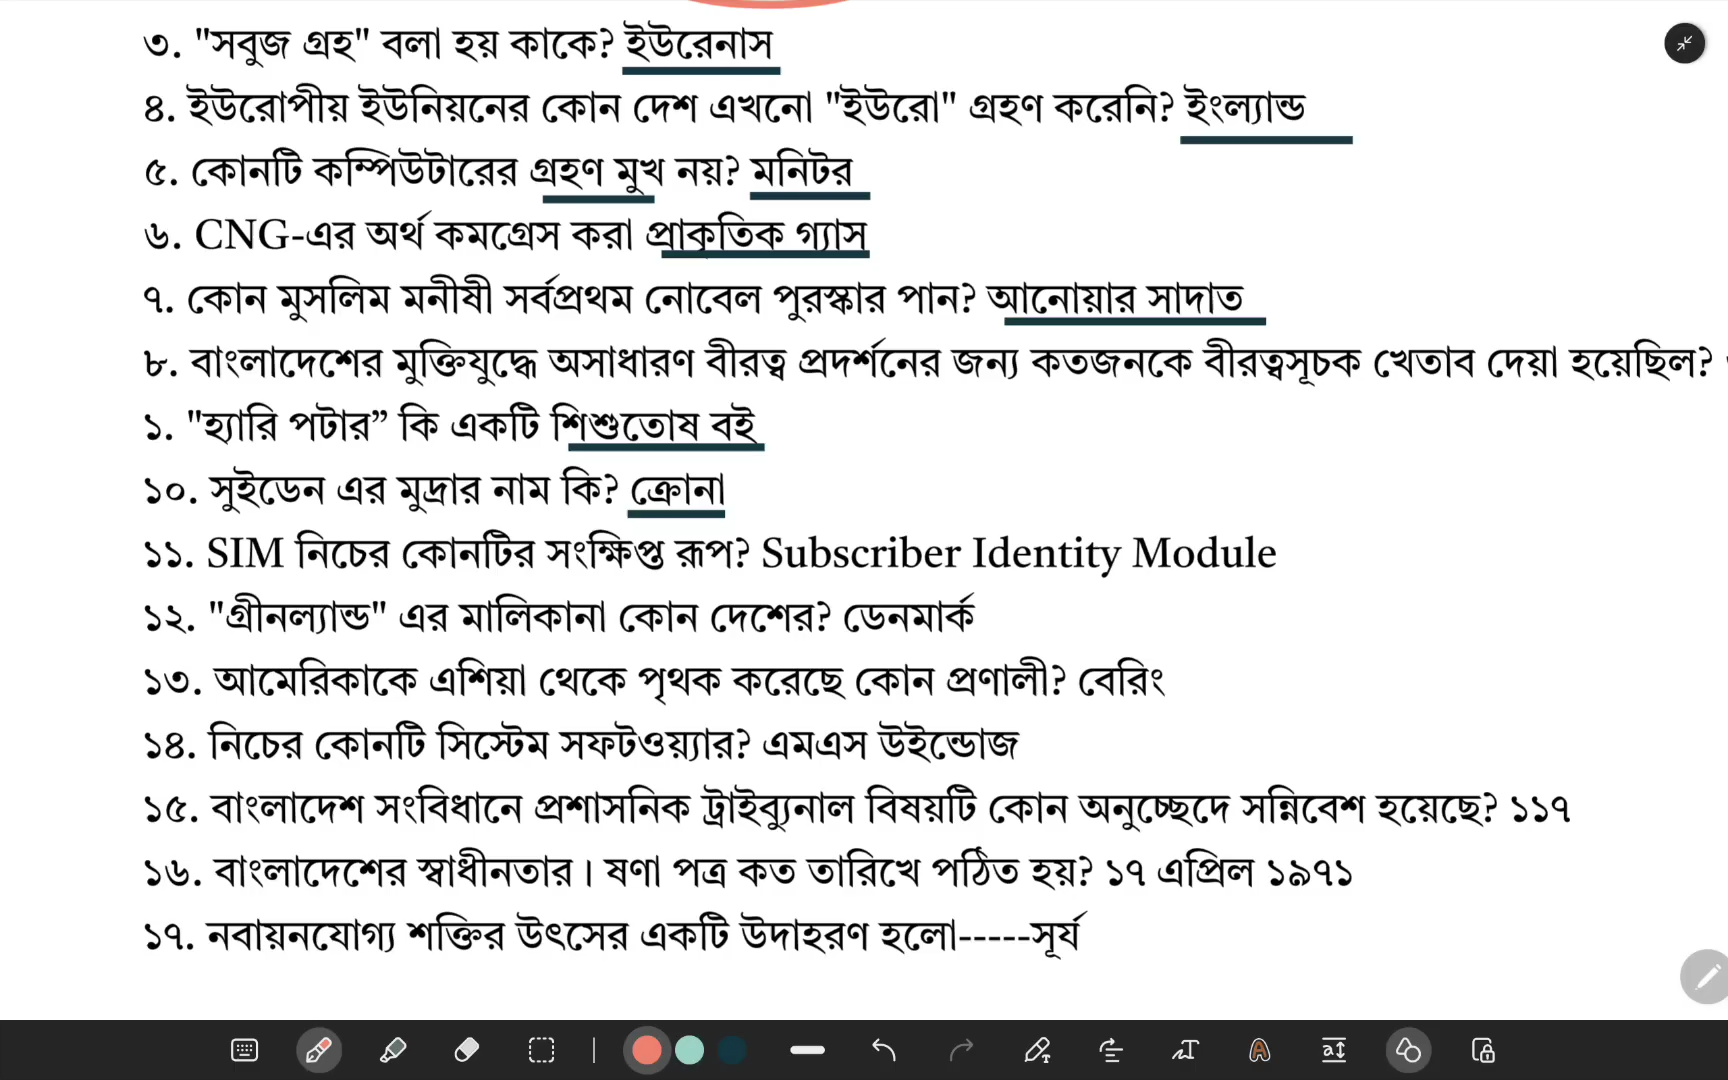 ৩. "সবুজ গ্রহ" বলা হয় কাকে? ইউরেনাস
৪. ইউরোপীয় ইউনিয়নের কোন দেশ এখনো "ইউরো" গ্রহণ করেনি? ইংল্যান্ড
৫. কোনটি কম্পিউটারের গ্রহণ মুখ নয়? মনিটর
৬. CNG-এর অর্থ কমগ্রেস করা প্রাকৃতিক গ্যাস
৭. কোন মুসলিম মনীষী সর্বপ্রথম নোবেল পুরস্কার পান? আনোয়ার সাদাত
৮. বাংলাদেশের মুক্তিযুদ্ধে অসাধারণ বীরত্ব প্রদর্শনের জন্য কতজনকে বীরত্বসূচক খেতাব দেয়া হয়েছিল?
১. "হ্যারি পটার” কি একটি শিশুতোষ বই
১০. সুইডেন এর মুদ্রার নাম কি? ক্রোনা
১১. SIM নিচের কোনটির সংক্ষিপ্ত রূপ? Subscriber Identity Module
১২. "গ্রীনল্যান্ড" এর মালিকানা কোন দেশের? ডেনমার্ক
১৩. আমেরিকাকে এশিয়া থেকে পৃথক করেছে কোন প্রণালী? বেরিং
১৪. নিচের কোনটি সিস্টেম সফটওয়্যার? এমএস উইন্ডোজ
১৫. বাংলাদেশ সংবিধানে প্রশাসনিক ট্রাইব্যুনাল বিষয়টি কোন অনুচ্ছেদে সন্নিবেশ হয়েছে? ১১৭
১৬. বাংলাদেশের স্বাধীনতার। ষণা পত্র কত তারিখে পঠিত হয়? ১৭ এপ্রিল ১৯৭১
১৭. নবায়নযোগ্য শক্তির উৎসের একটি উদাহরণ হলো-----সূর্য